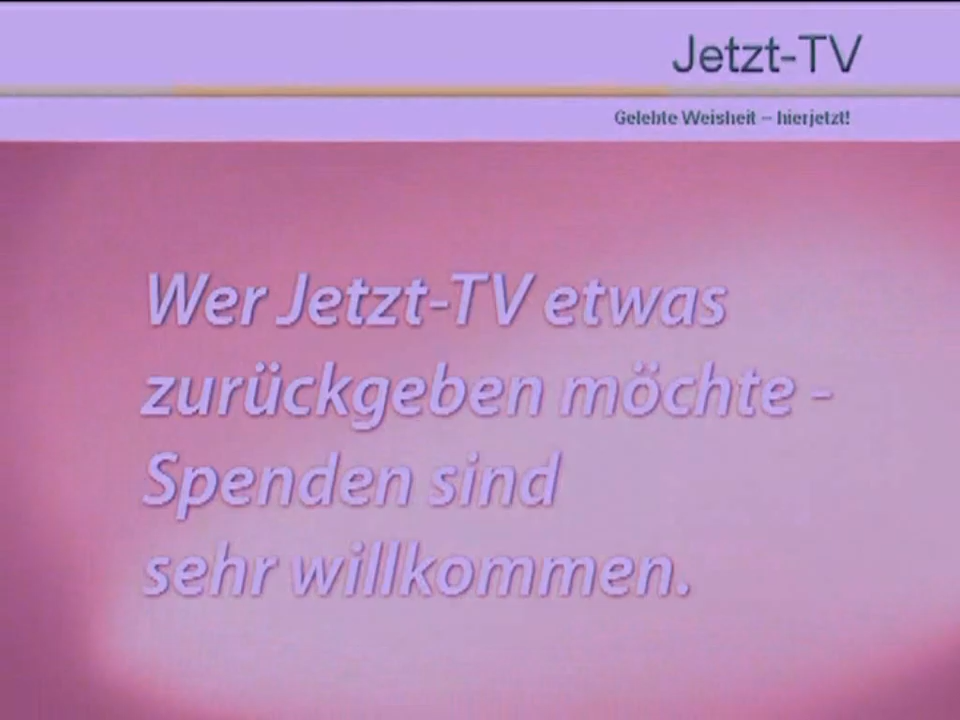 Jetzt-TV
Gelebte Weisheit – hierjetzt!
Wer Jetzt-TV etwas
zurückgeben möchte -
Spenden sind
sehr willkommen.